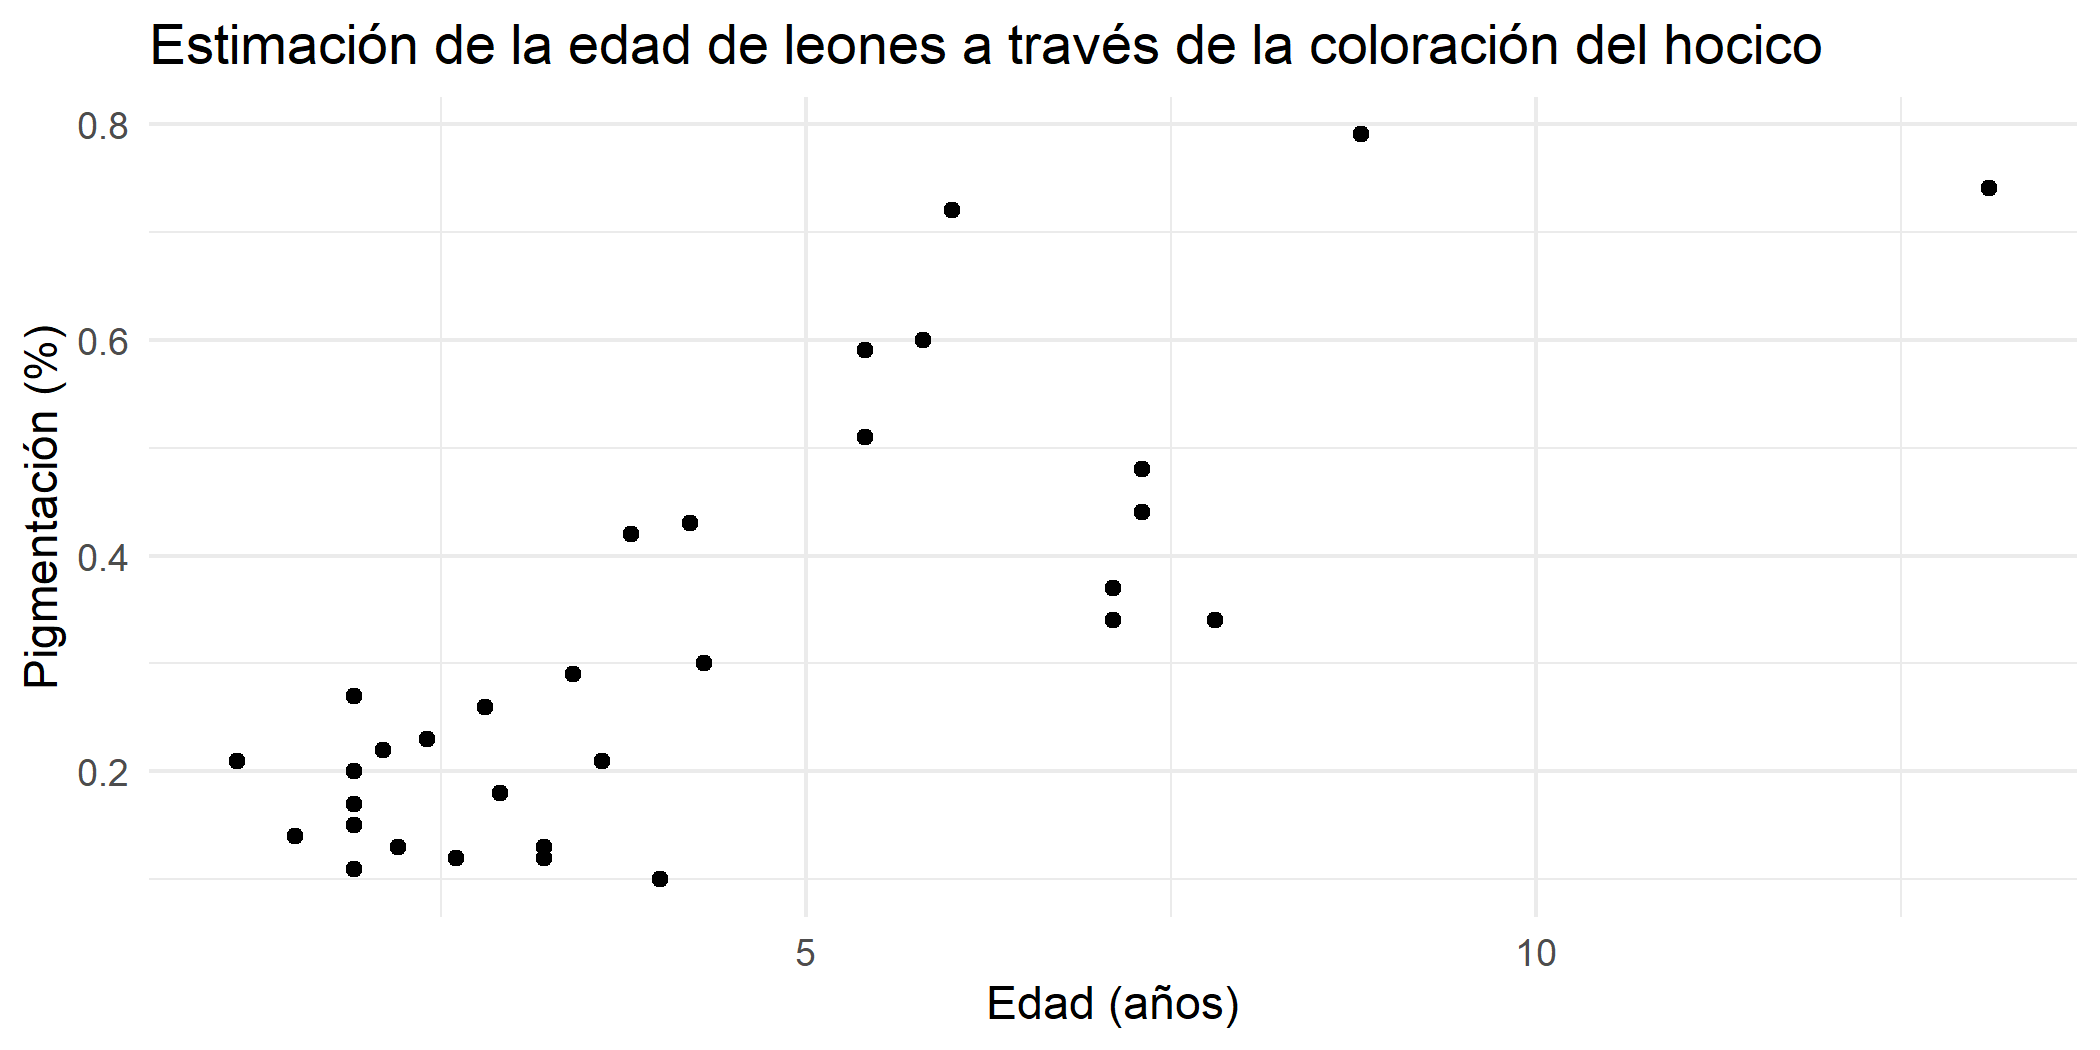 Estimación de la edad de leones a través de la coloración del hocico
0.8
0.6
0.4
0.2
Pigmentación (%)
5
10
Edad (años)